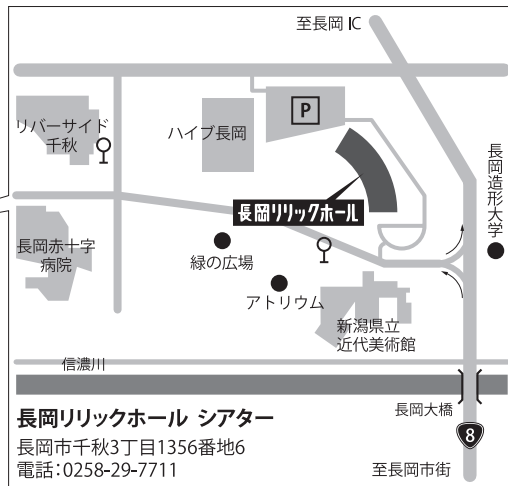 至長岡 IC
P
リバーサイド
千秋
ハイブ長岡
長岡造形大学
長岡リリックホール
長岡赤十字
病院
緑の広場
アトリウム
新潟県立
近代美術館
信濃川
長岡大橋
8
至長岡市街
長岡リリックホール シアター
長岡市千秋3丁目1356番地6
電話:0258-29-7711